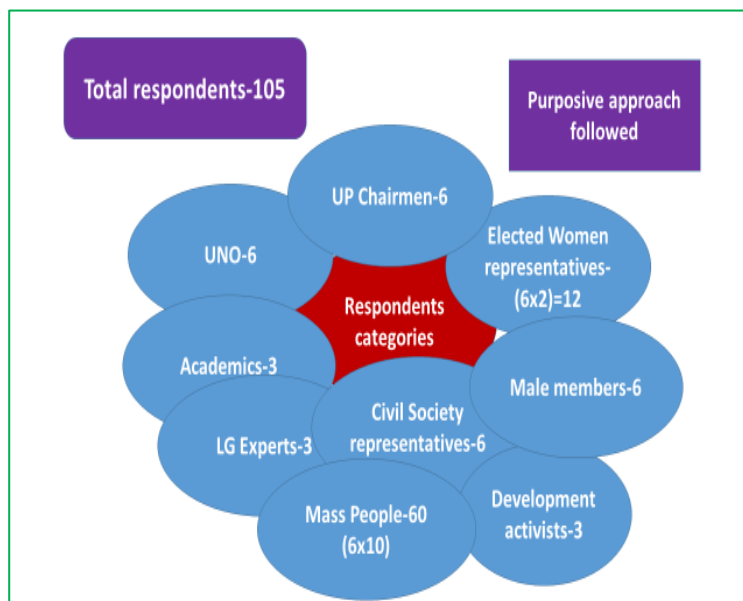 Total respondents-105
Purposive approach
followed
UP Chairmen-6
UNO-6
Elected Women
representatives-
(6x2)=12
Respondents
categories
Academics-3
Male members-6
Civil Society
representatives-6
LG Experts-3
Mass People-60
(6x10)
Development
activists-3